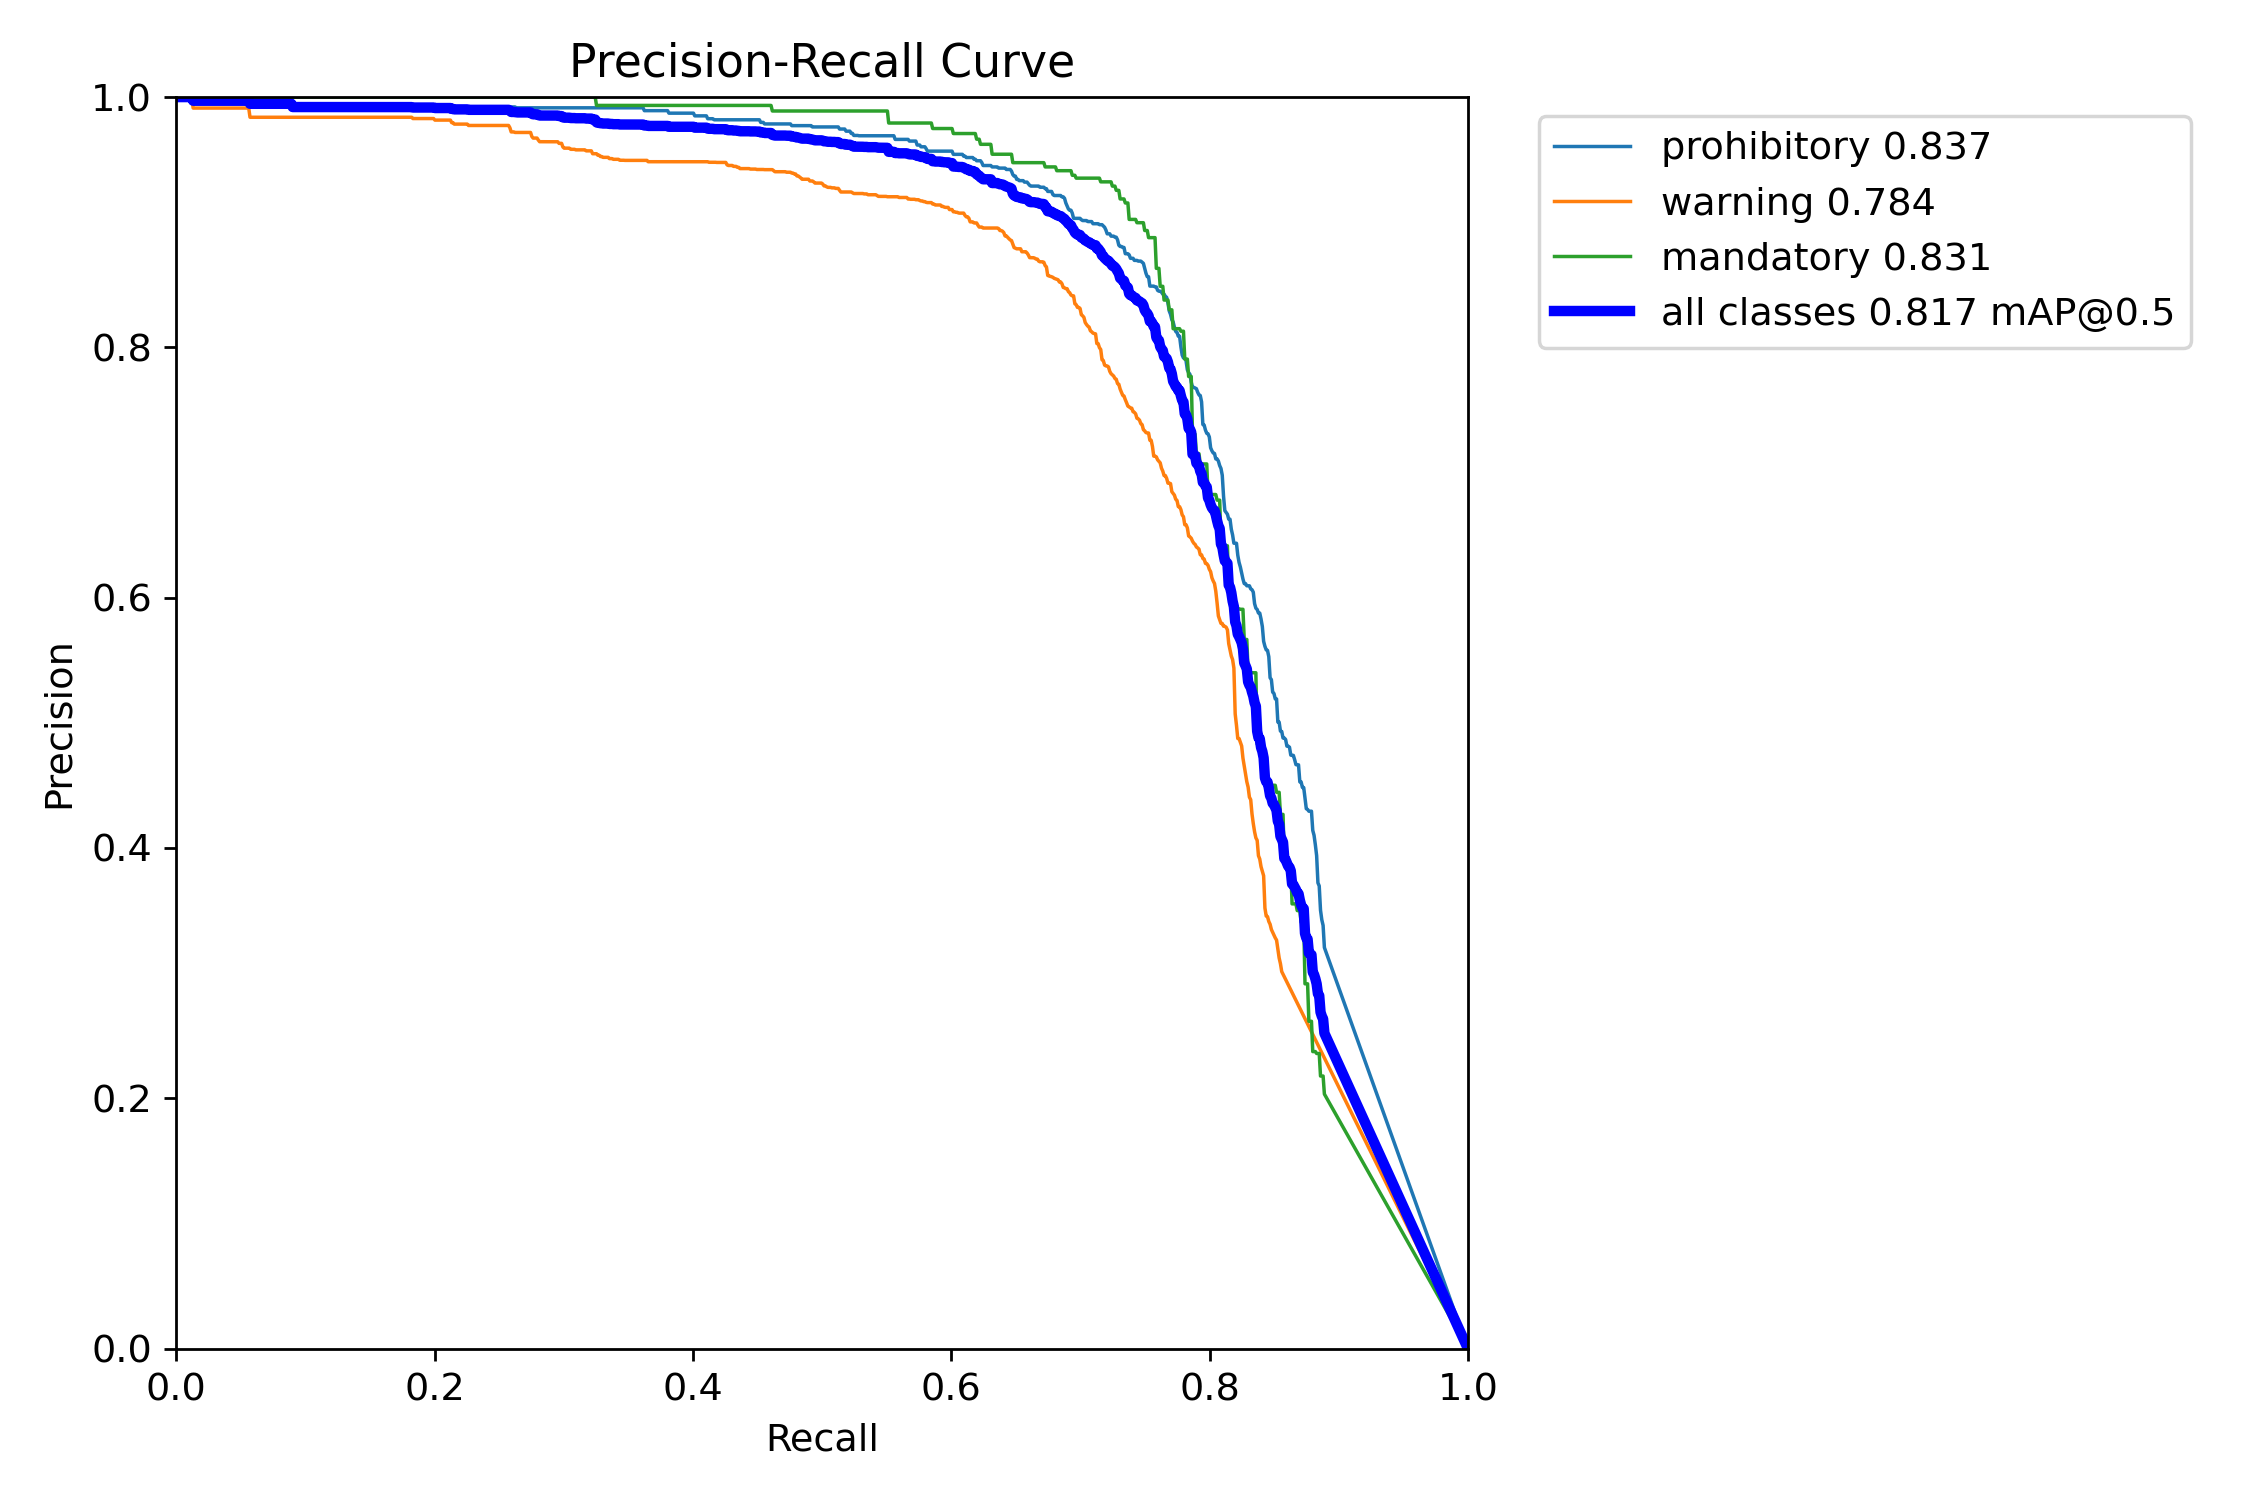 Precision-Recall Curve
1.0
0.8
0.6
0.4
0.2
0.0
Precision
0.0 0.2 0.4 0.6 0.8 1.0
Recall
prohibitory 0.837
warning 0.784
mandatory 0.831
all classes 0.817 mAP@0.5